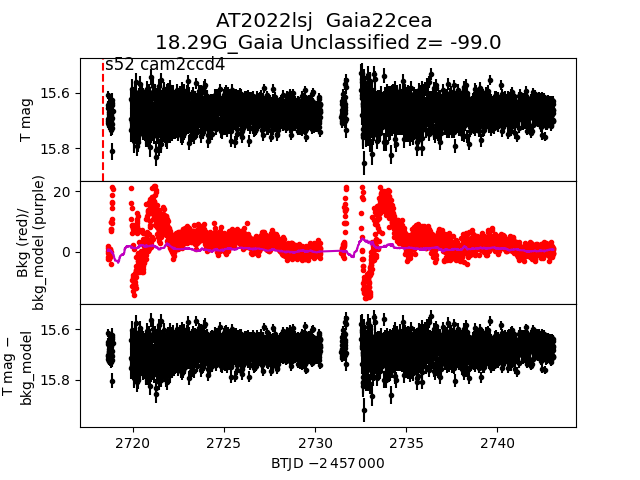 AT2022lsj  Gaia22cea
18.29G_Gaia Unclassified z= -99.0
s52 cam2ccd4
T mag
15.6
15.8
Bkg (red)/
bkg_model (purple)
20
0
T mag −
bkg_model
15.6
15.8
2720 2725 2730 2735 2740
BTJD −2 457 000